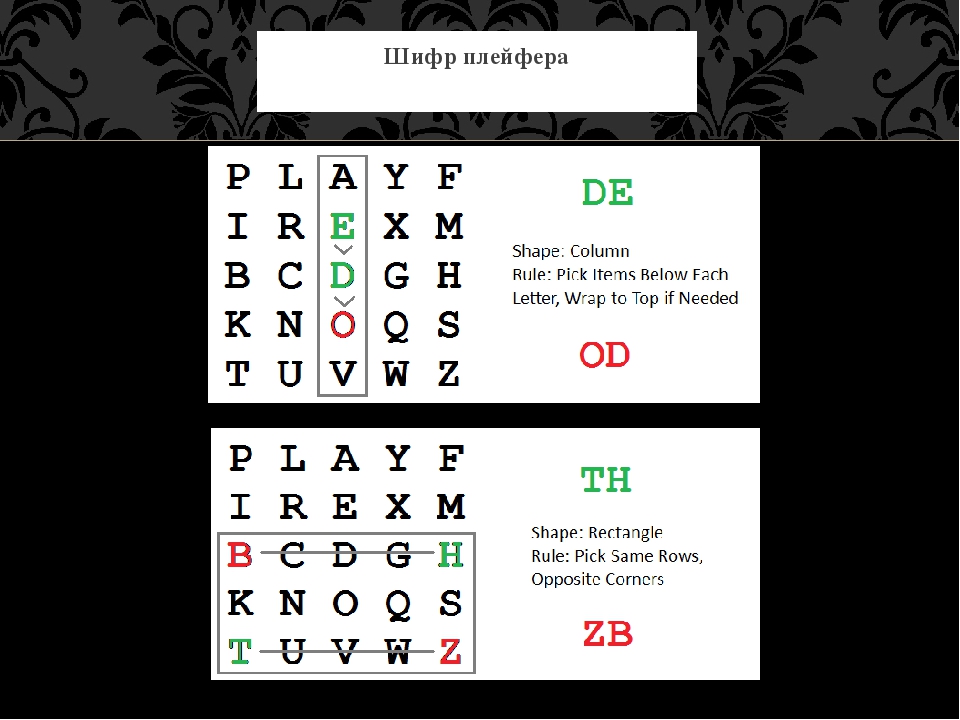 Шифр плейфера
P L A Y F
I R E X M
B C D G H
K N O Q S
T U V W Z
DE
Shape: Column
Rule: Pick Items Below Each
Letter, Wrap to Top if Needed
OD
P L A Y F
I R E X M
B C D G H
K N O Q S
T U V W Z
TH
Shape: Rectangle
Rule: Pick Same Rows,
Opposite Corners
ZB